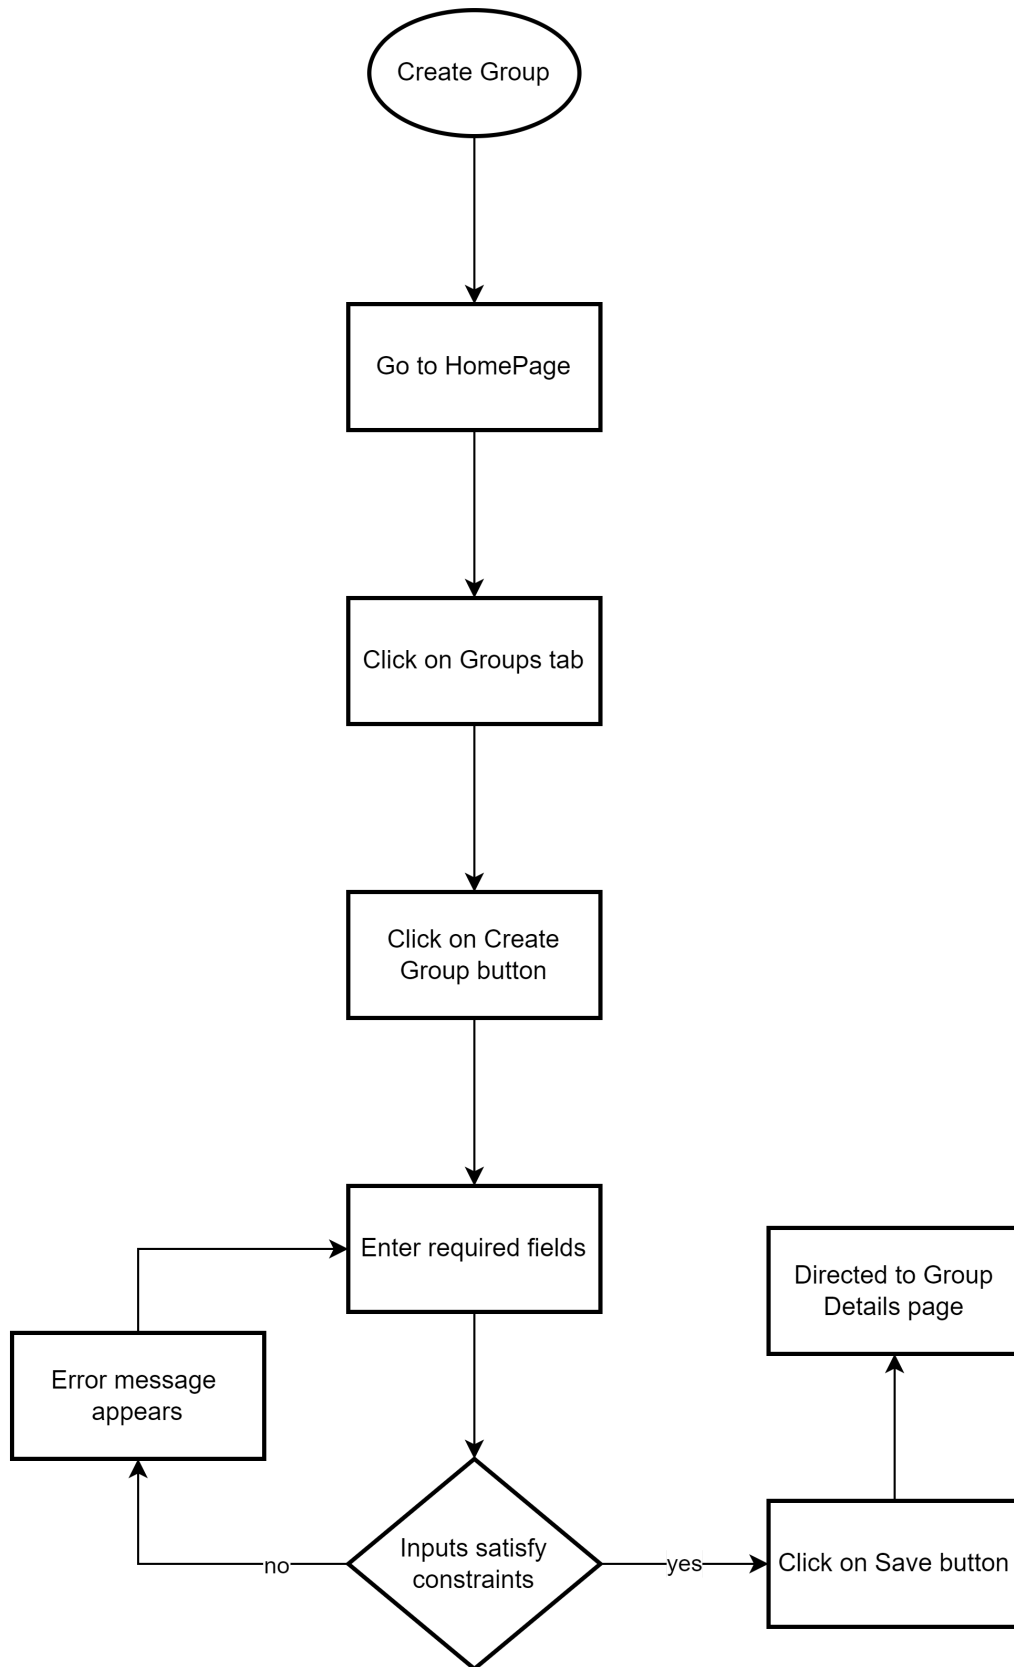 Create Group
Go to HomePage
Click on Groups tab
Click on Create
Group button
Enter required fields
Directed to Group
Details page
Error message
appears
Inputs satisfy
constraints
no
yes
Click on Save button